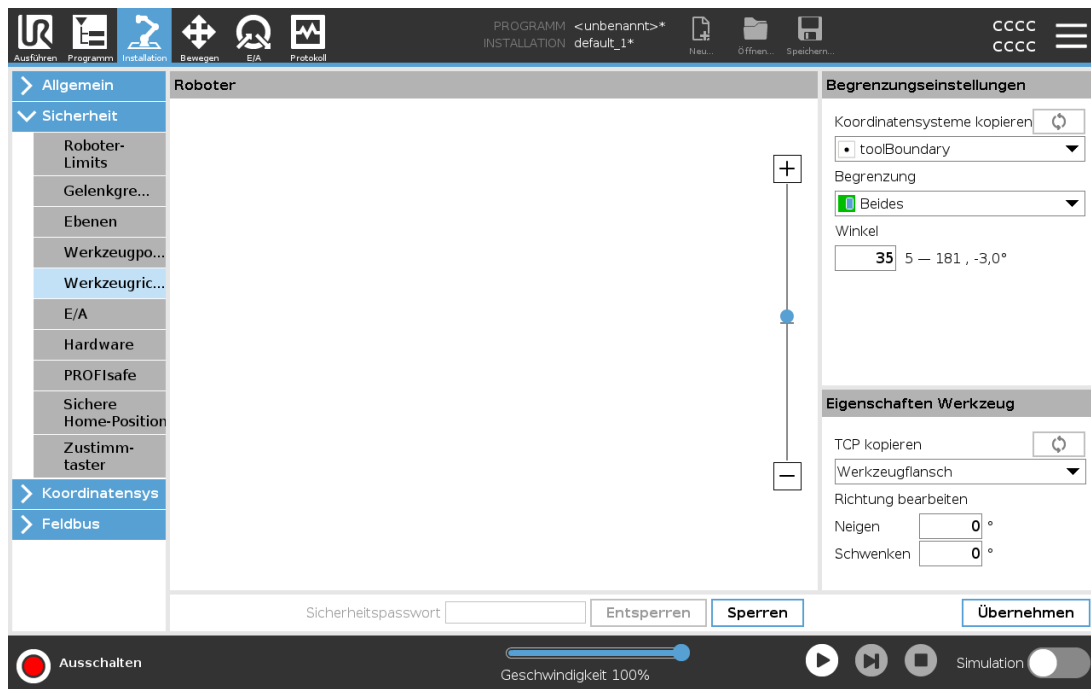 PROGRAMM <unbenannt>*
INSTALLATION default_1*
Ausführen Programm Installation Bewegen E/A Protokoll
Neu... Öffnen... Speichern...
CCCC
CCCC
Allgemein
Sicherheit
Roboter-
Limits
Gelenkgre...
Ebenen
Werkzeugpo...
Werkzeugric...
E/A
Hardware
PROFIsafe
Sichere
Home-Position
Zustimm-
taster
Koordinatensys
Feldbus
Roboter
Sicherheitspasswort Entsperren Sperren
Begrenzungseinstellungen
Koordinatensysteme kopieren
toolBoundary
Begrenzung
Beides
Winkel
35 5 — 181 , -3,0°
Eigenschaften Werkzeug
TCP kopieren
Werkzeugflansch
Richtung bearbeiten
Neigen 0 °
Schwenken 0 °
Übernehmen
Ausschalten
Geschwindigkeit 100%
Simulation